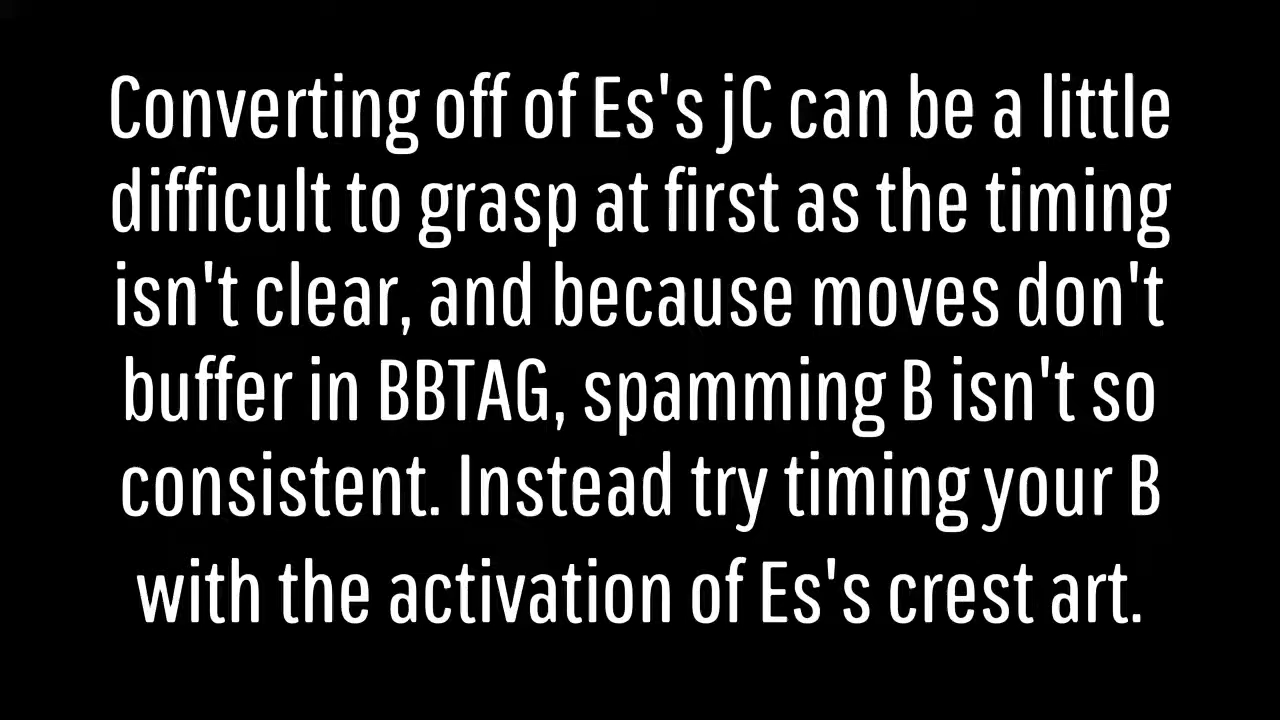 Converting off of Es's jC can be a little
difficult to grasp at first as the timing
isn't clear, and because moves don't
buffer in BBTAG, spamming B isn't so
consistent. Instead try timing your B
with the activation of Es's crest art.